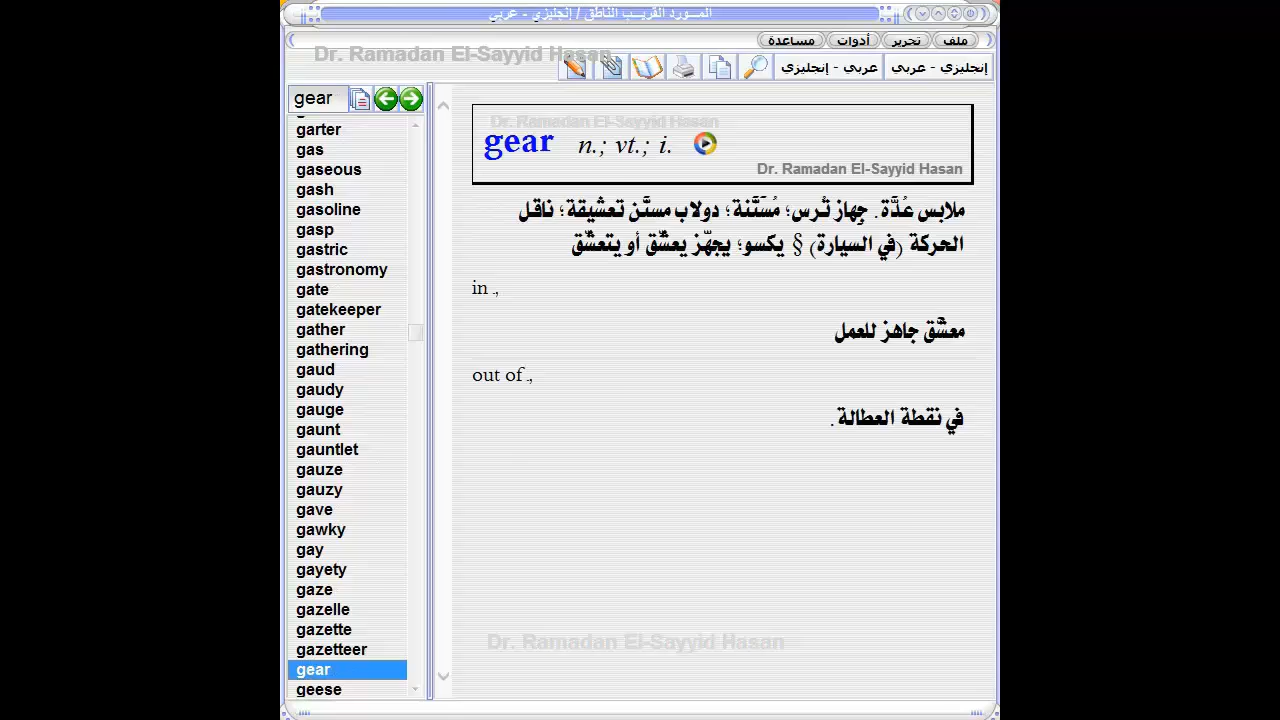 المـــورد القريـــب الناطق / إنجليزي - عربي
ملف تحرير أدوات مساعدة
Dr. Ramadan El-Sayyid Hasan
إنجليزي - عربي عربي - إنجليزي
gear
garter
gas
gaseous
gash
gasoline
gasp
gastric
gastronomy
gate
gatekeeper
gather
gathering
gaud
gaudy
gauge
gaunt
gauntlet
gauze
gauzy
gave
gawky
gay
gayety
gaze
gazelle
gazette
gazetteer
gear
geese
Dr. Ramadan El-Sayyid Hasan
gear n.; vt.; i.
Dr. Ramadan El-Sayyid Hasan
ملابس عُدَّة. جِهاز تُرس؛ مُسَنَّنة؛ دولاب مسنَّن تعشيقة؛ ناقل
الحركة (في السيارة) § يكسو؛ يجهّز يعشَّق أو يتعشَّق
in .,
معشَّق جاهز للعمل
out of .,
في نقطة العطالة .
Dr. Ramadan El-Sayyid Hasan